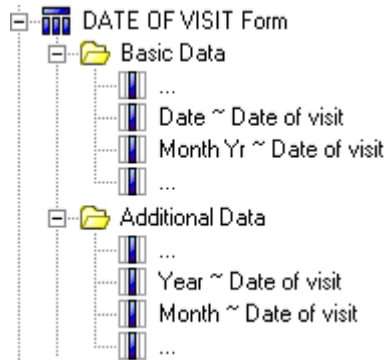 DATE OF VISIT Form
Basic Data
...
Date ~ Date of visit
Month Yr ~ Date of visit
...
Additional Data
...
Year ~ Date of visit
Month ~ Date of visit
...